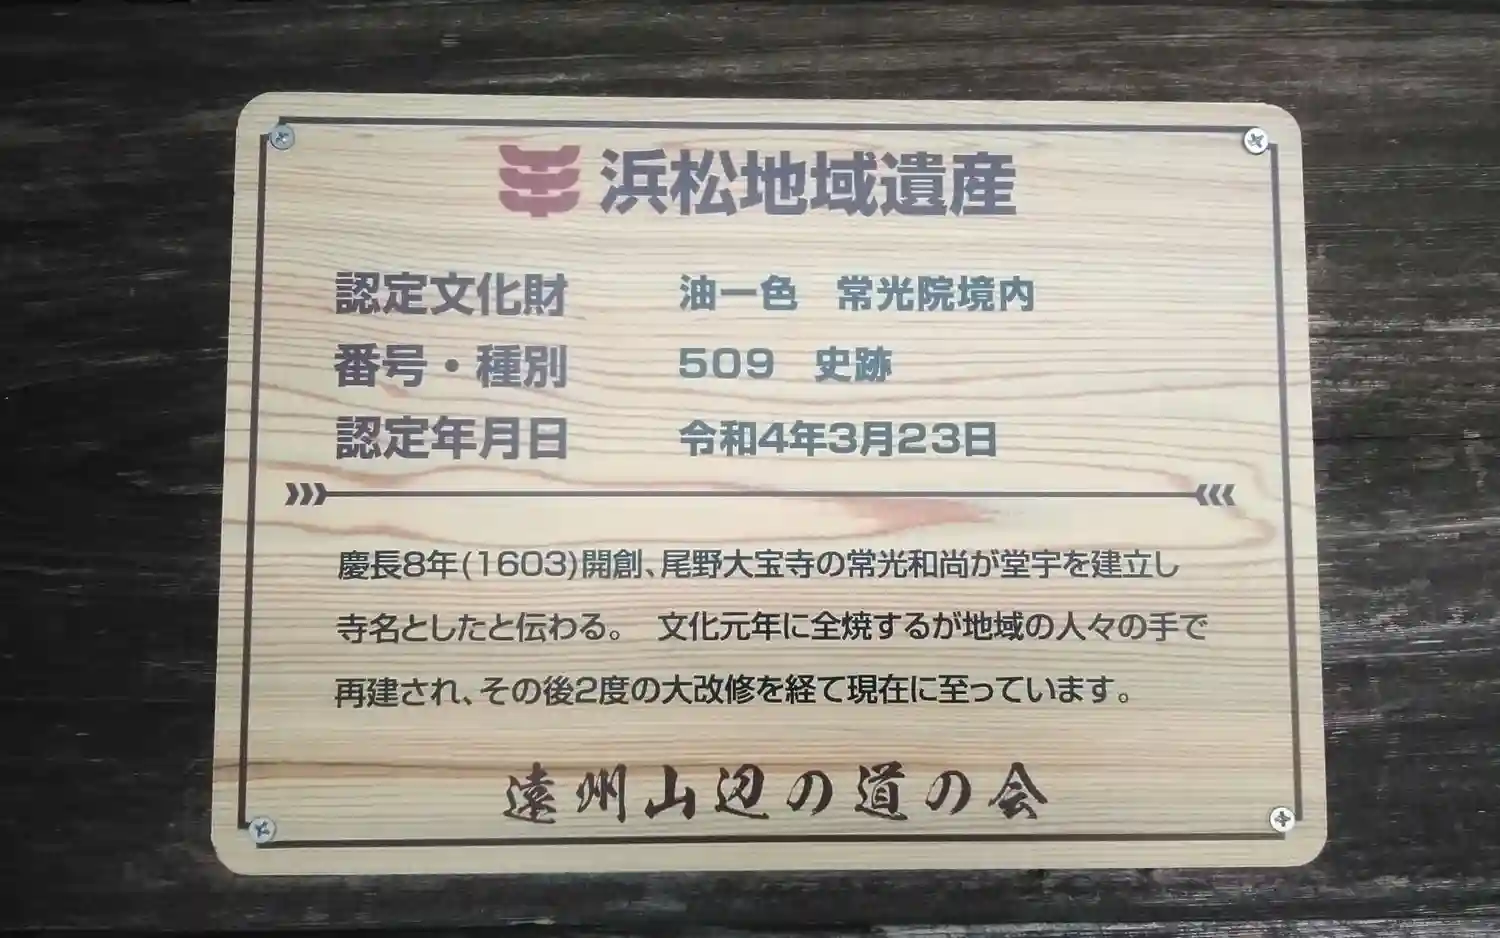 浜松地域遺産
認定文化財 油一色 常光院境内
番号・種別 509 史跡
認定年月日 令和4年3月23日
慶長8年(1603)開創、尾野大宝寺の常光和尚が堂宇を建立し
寺名としたと伝わる。 文化元年に全焼するが地域の人々の手で
再建され、その後2度の大改修を経て現在に至っています。
遠州山辺の道の会